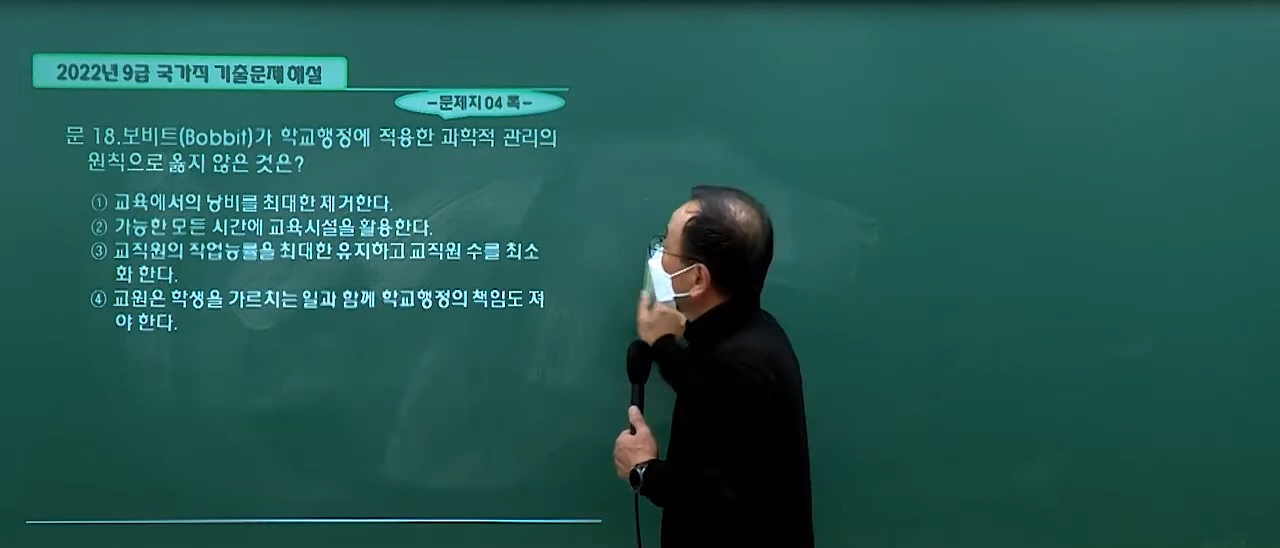 2022년 9급 국가직 기출문제 해설
-문제지 04 쪽-
문 18.보비트(Bobbit)가 학교행정에 적용한 과학적 관리의
원칙으로 옳지 않은 것은?
① 교육에서의 낭비를 최대한 제거한다.
② 가능한 모든 시간에 교육시설을 활용한다.
③ 교직원의 작업능률을 최대한 유지하고 교직원 수를 최소
화 한다.
④ 교원은 학생을 가르치는 일과 함께 학교행정의 책임도 져
야 한다.